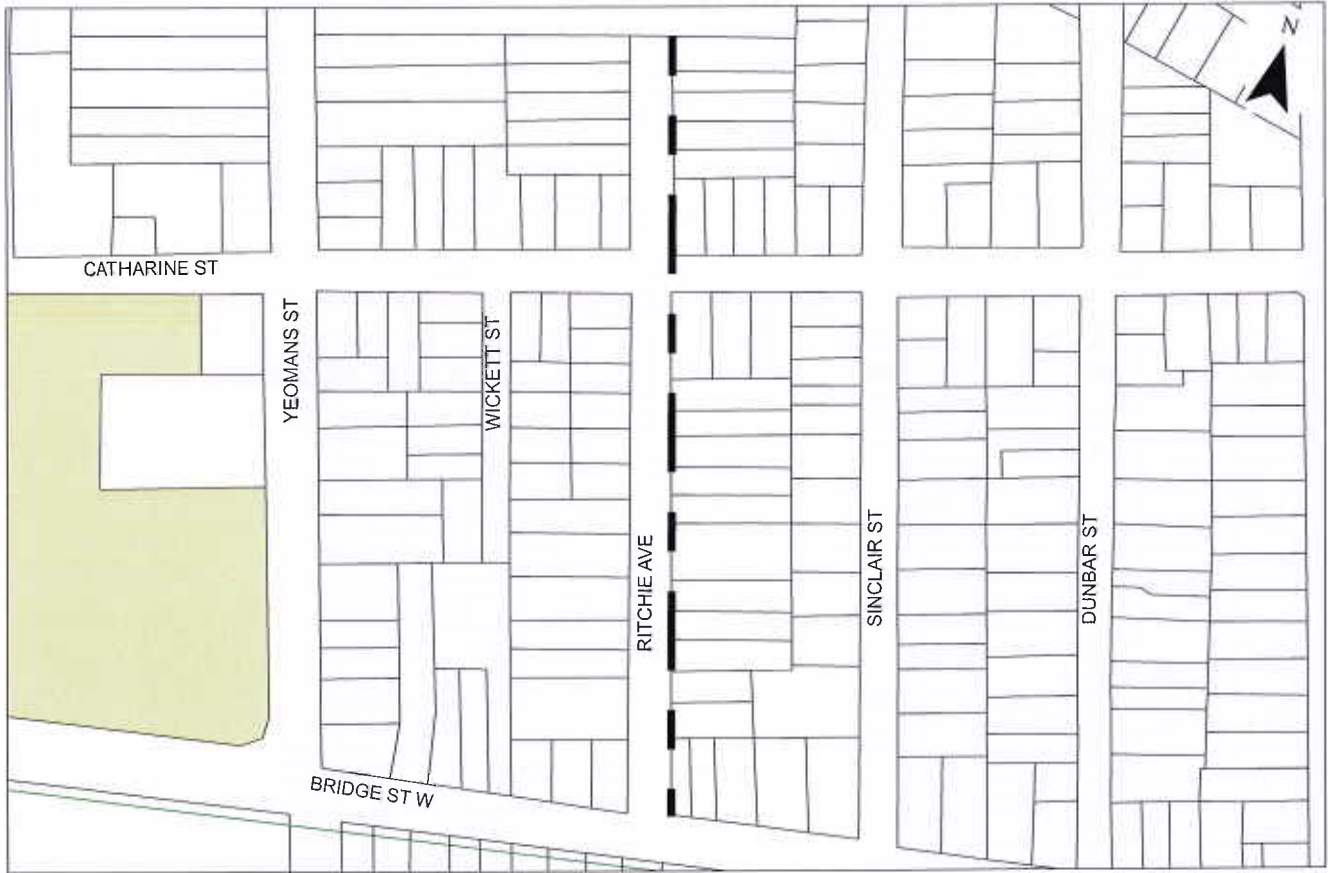 N
CATHARINE ST
YEOMANS ST
WICKETT ST
RITCHIE AVE
SINCLAIR ST
DUNBAR ST
BRIDGE ST W